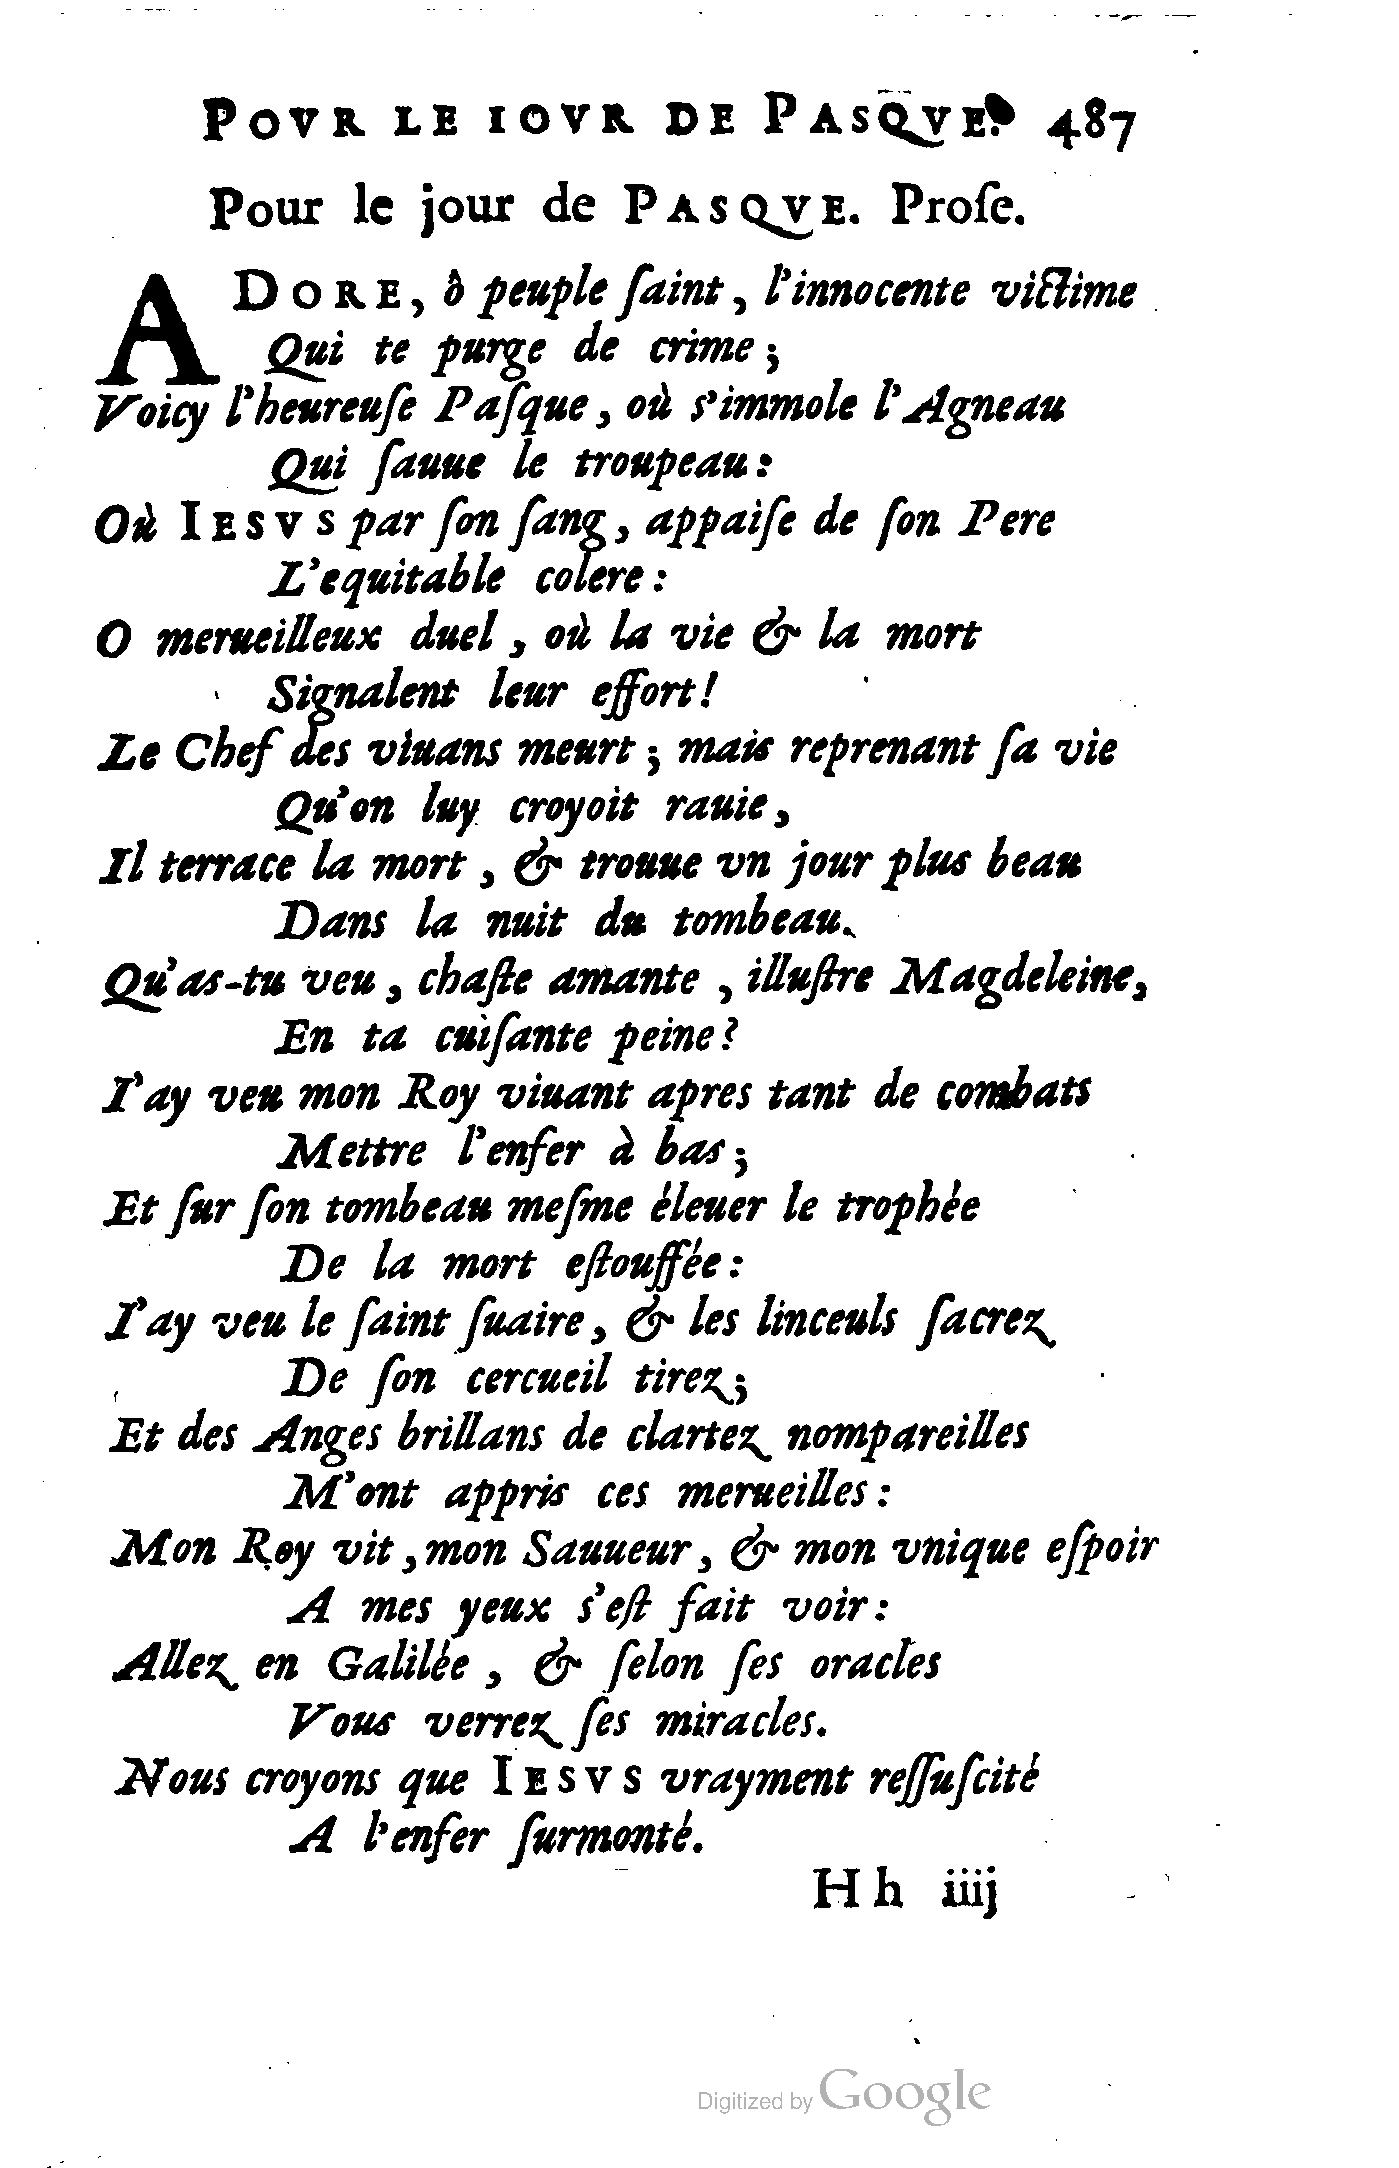 POVR LE IOVR DE PASQVE. 487
Pour le jour de PASQVE. Proſe.
ADORE, ô peuple ſaint, l'innocente victime
Qui te purge de crime;
Voicy l'heureuſe Paſque, où s'immole l'Agneau
Qui ſauue le troupeau:
Où IESVS par ſon ſang, appaiſe de ſon Pere
L'equitable colere:
O merueilleux duel, où la vie & la mort
Signalent leur effort!
Le Chef des viuans meurt; mais reprenant ſa vie
Qu'on luy croyoit rauie,
Il terrace la mort, & trouue vn jour plus beau
Dans la nuit du tombeau.
Qu'as-tu veu, chaſte amante, illuſtre Magdeleine,
En ta cuiſante peine?
I'ay veu mon Roy viuant apres tant de combats
Mettre l'enfer à bas;
Et ſur ſon tombeau meſme éleuer le trophée
De la mort eſtouffée:
I'ay veu le ſaint ſuaire, & les linceuls ſacrez
De ſon cercueil tirez;
Et des Anges brillans de clartez nompareilles
M'ont appris ces merueilles:
Mon Roy vit, mon Sauueur, & mon vnique eſpoir
A mes yeux s'eſt fait voir:
Allez en Galilée, & ſelon ſes oracles
Vous verrez ſes miracles.
Nous croyons que IESVS vrayment reſſuſcité
A l'enfer ſurmonté.
Hh iiij
Digitized by Google